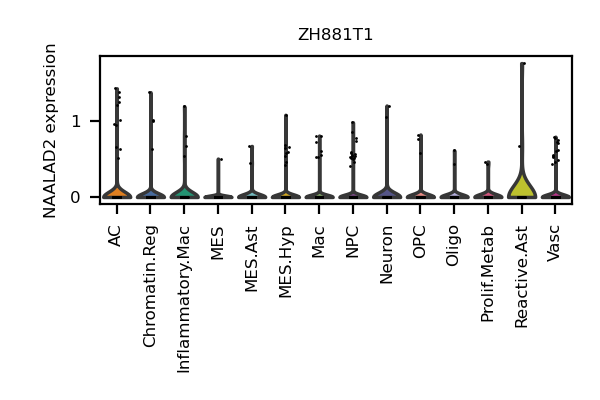 ZH881T1
NAALAD2 expression
1
0
AC
Chromatin.Reg
Inflammatory.Mac
MES
MES.Ast
MES.Hyp
Mac
NPC
Neuron
OPC
Oligo
Prolif.Metab
Reactive.Ast
Vasc